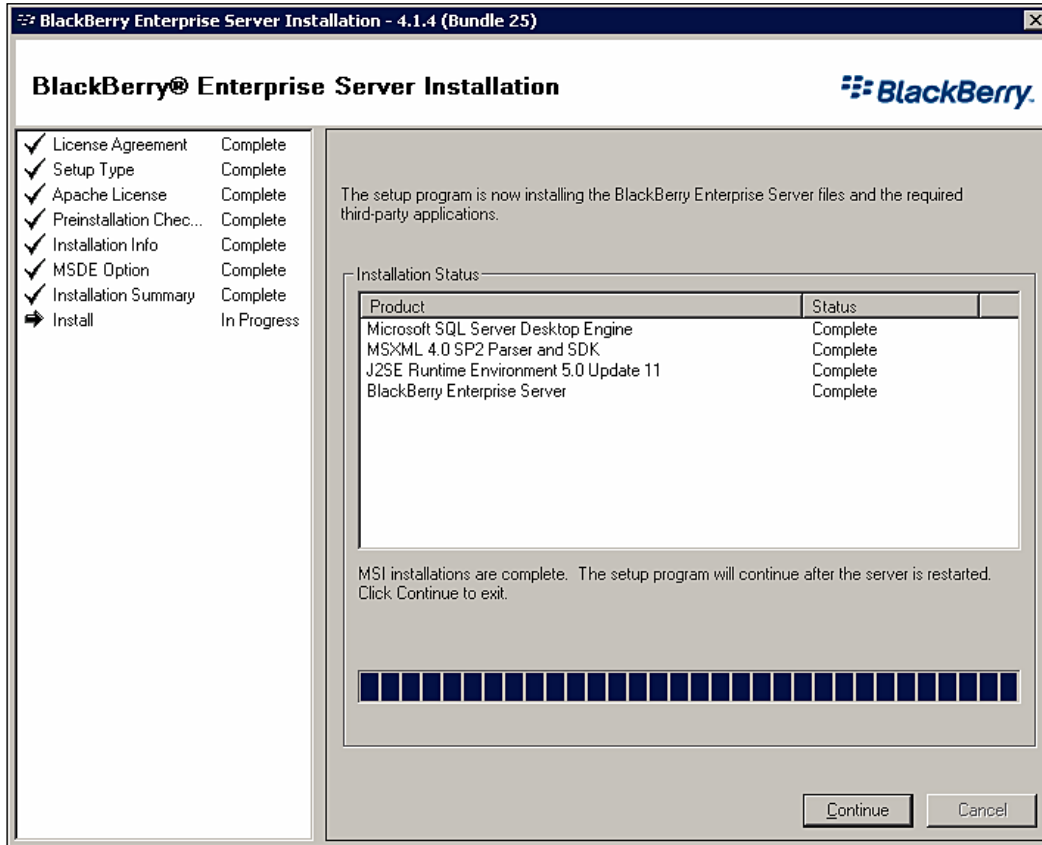 BlackBerry Enterprise Server Installation - 4.1.4 (Bundle 25)
BlackBerry® Enterprise Server Installation
BlackBerry.
License Agreement Complete
Setup Type Complete
Apache License Complete
Preinstallation Chec... Complete
Installation Info Complete
MSDE Option Complete
Installation Summary Complete
Install In Progress
The setup program is now installing the BlackBerry Enterprise Server files and the required
third-party applications.
Installation Status
Product Status
Microsoft SQL Server Desktop Engine Complete
MSXML 4.0 SP2 Parser and SDK Complete
J2SE Runtime Environment 5.0 Update 11 Complete
BlackBerry Enterprise Server Complete
MSI installations are complete. The setup program will continue after the server is restarted.
Click Continue to exit.
Continue Cancel